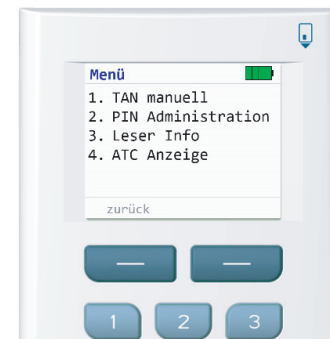 Menü
1. TAN manuell
2. PIN Administration
3. Leser Info
4. ATC Anzeige
zurück
1 2 3